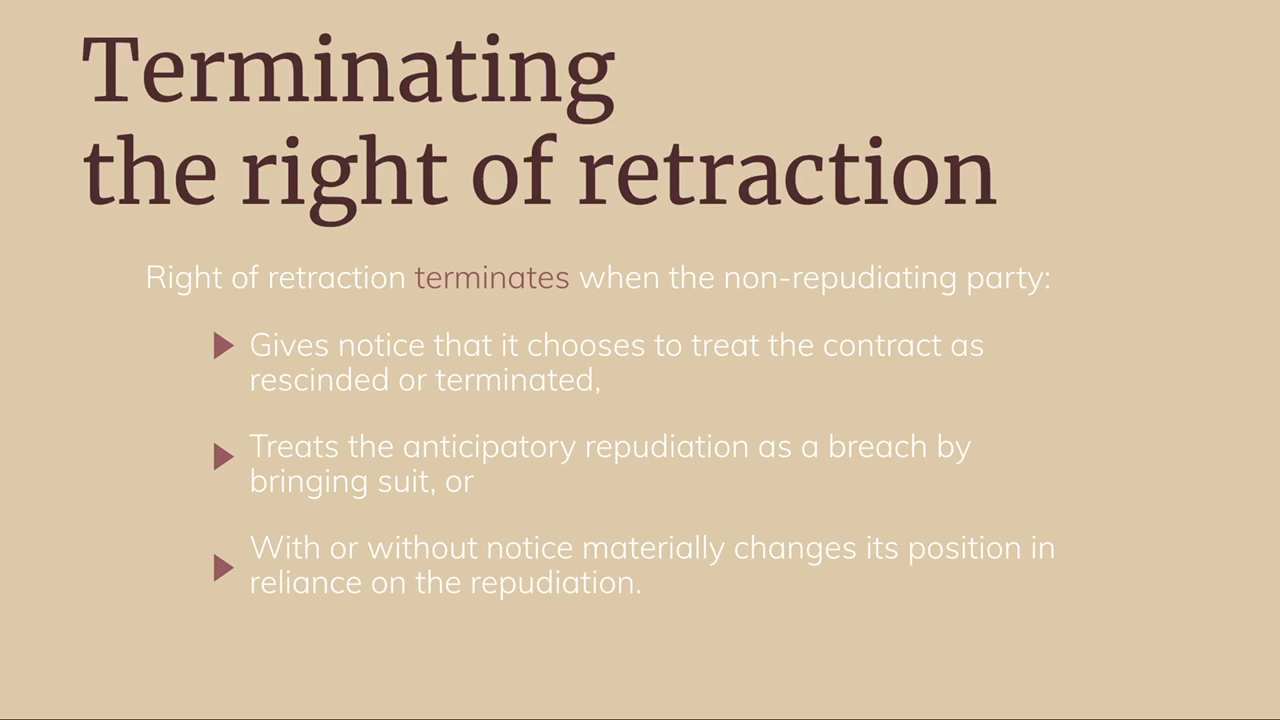 Terminating
the right of retraction
Right of retraction terminates when the non-repudiating party:
Gives notice that it chooses to treat the contract as
rescinded or terminated,
Treats the anticipatory repudiation as a breach by
bringing suit, or
With or without notice materially changes its position in
reliance on the repudiation.